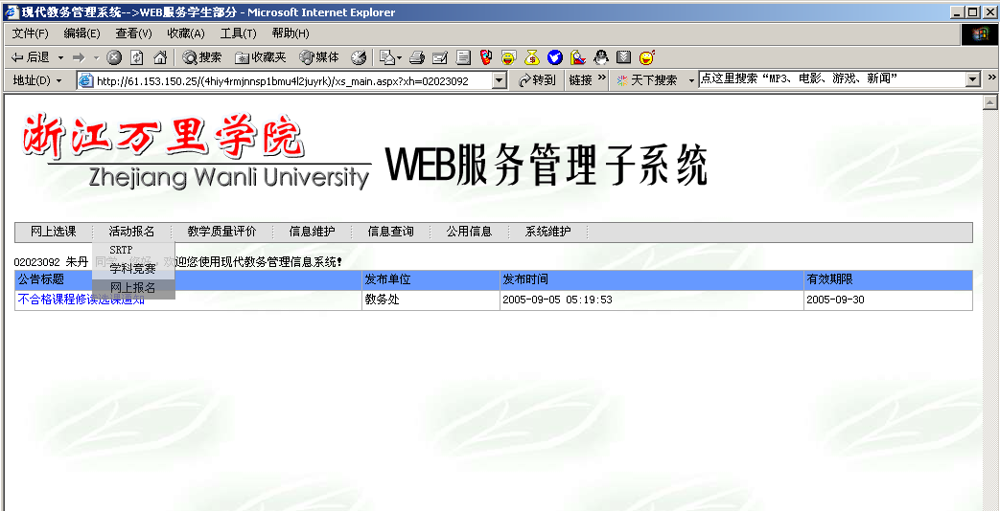 现代教务管理系统-->WEB服务学生部分 - Microsoft Internet Explorer
文件(F) 编辑(E) 查看(V) 收藏(A) 工具(T) 帮助(H)
后退 搜索 收藏夹 媒体
地址(D) http://61.153.150.25/(4hiy4rmjnnsp1bmu4l2juyrk)/xs_main.aspx?xh=02023092 转到 链接 » 天下搜索 点这里搜索“MP3、电影、游戏、新闻” »
浙江万里学院
Zhejiang Wanli University
WEB服务管理子系统
网上选课 活动报名 教学质量评价 信息维护 信息查询 公用信息 系统维护
SRTP
02023092 朱丹 同学，您好，欢迎您使用现代教务管理信息系统!
学科竞赛
公告标题 发布单位 发布时间 有效期限
网上报名
不合格课程修读选课通知 教务处 2005-09-05 05:19:53 2005-09-30